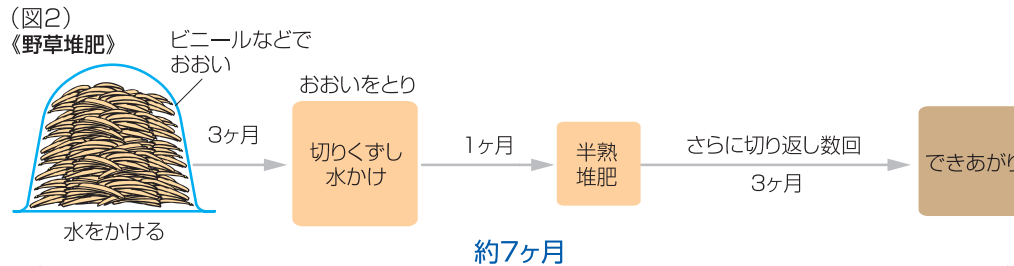 （図2）
《野草堆肥》
ビニールなどで
おおい
水をかける
3ヶ月
おおいをとり
切りくずし
水かけ
1ヶ月
半熟
堆肥
さらに切り返し数回
3ヶ月
できあがり
約7ヶ月